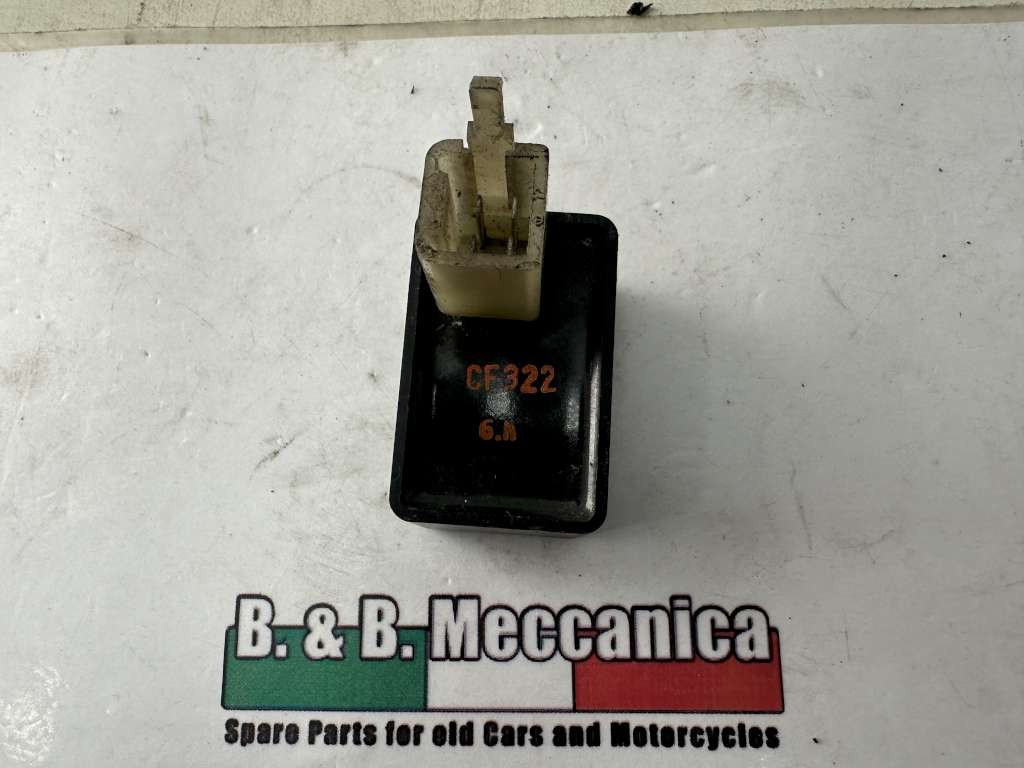 CF322
6.A
B. & B. Meccanica
Spare Parts for old Cars and Motorcycles